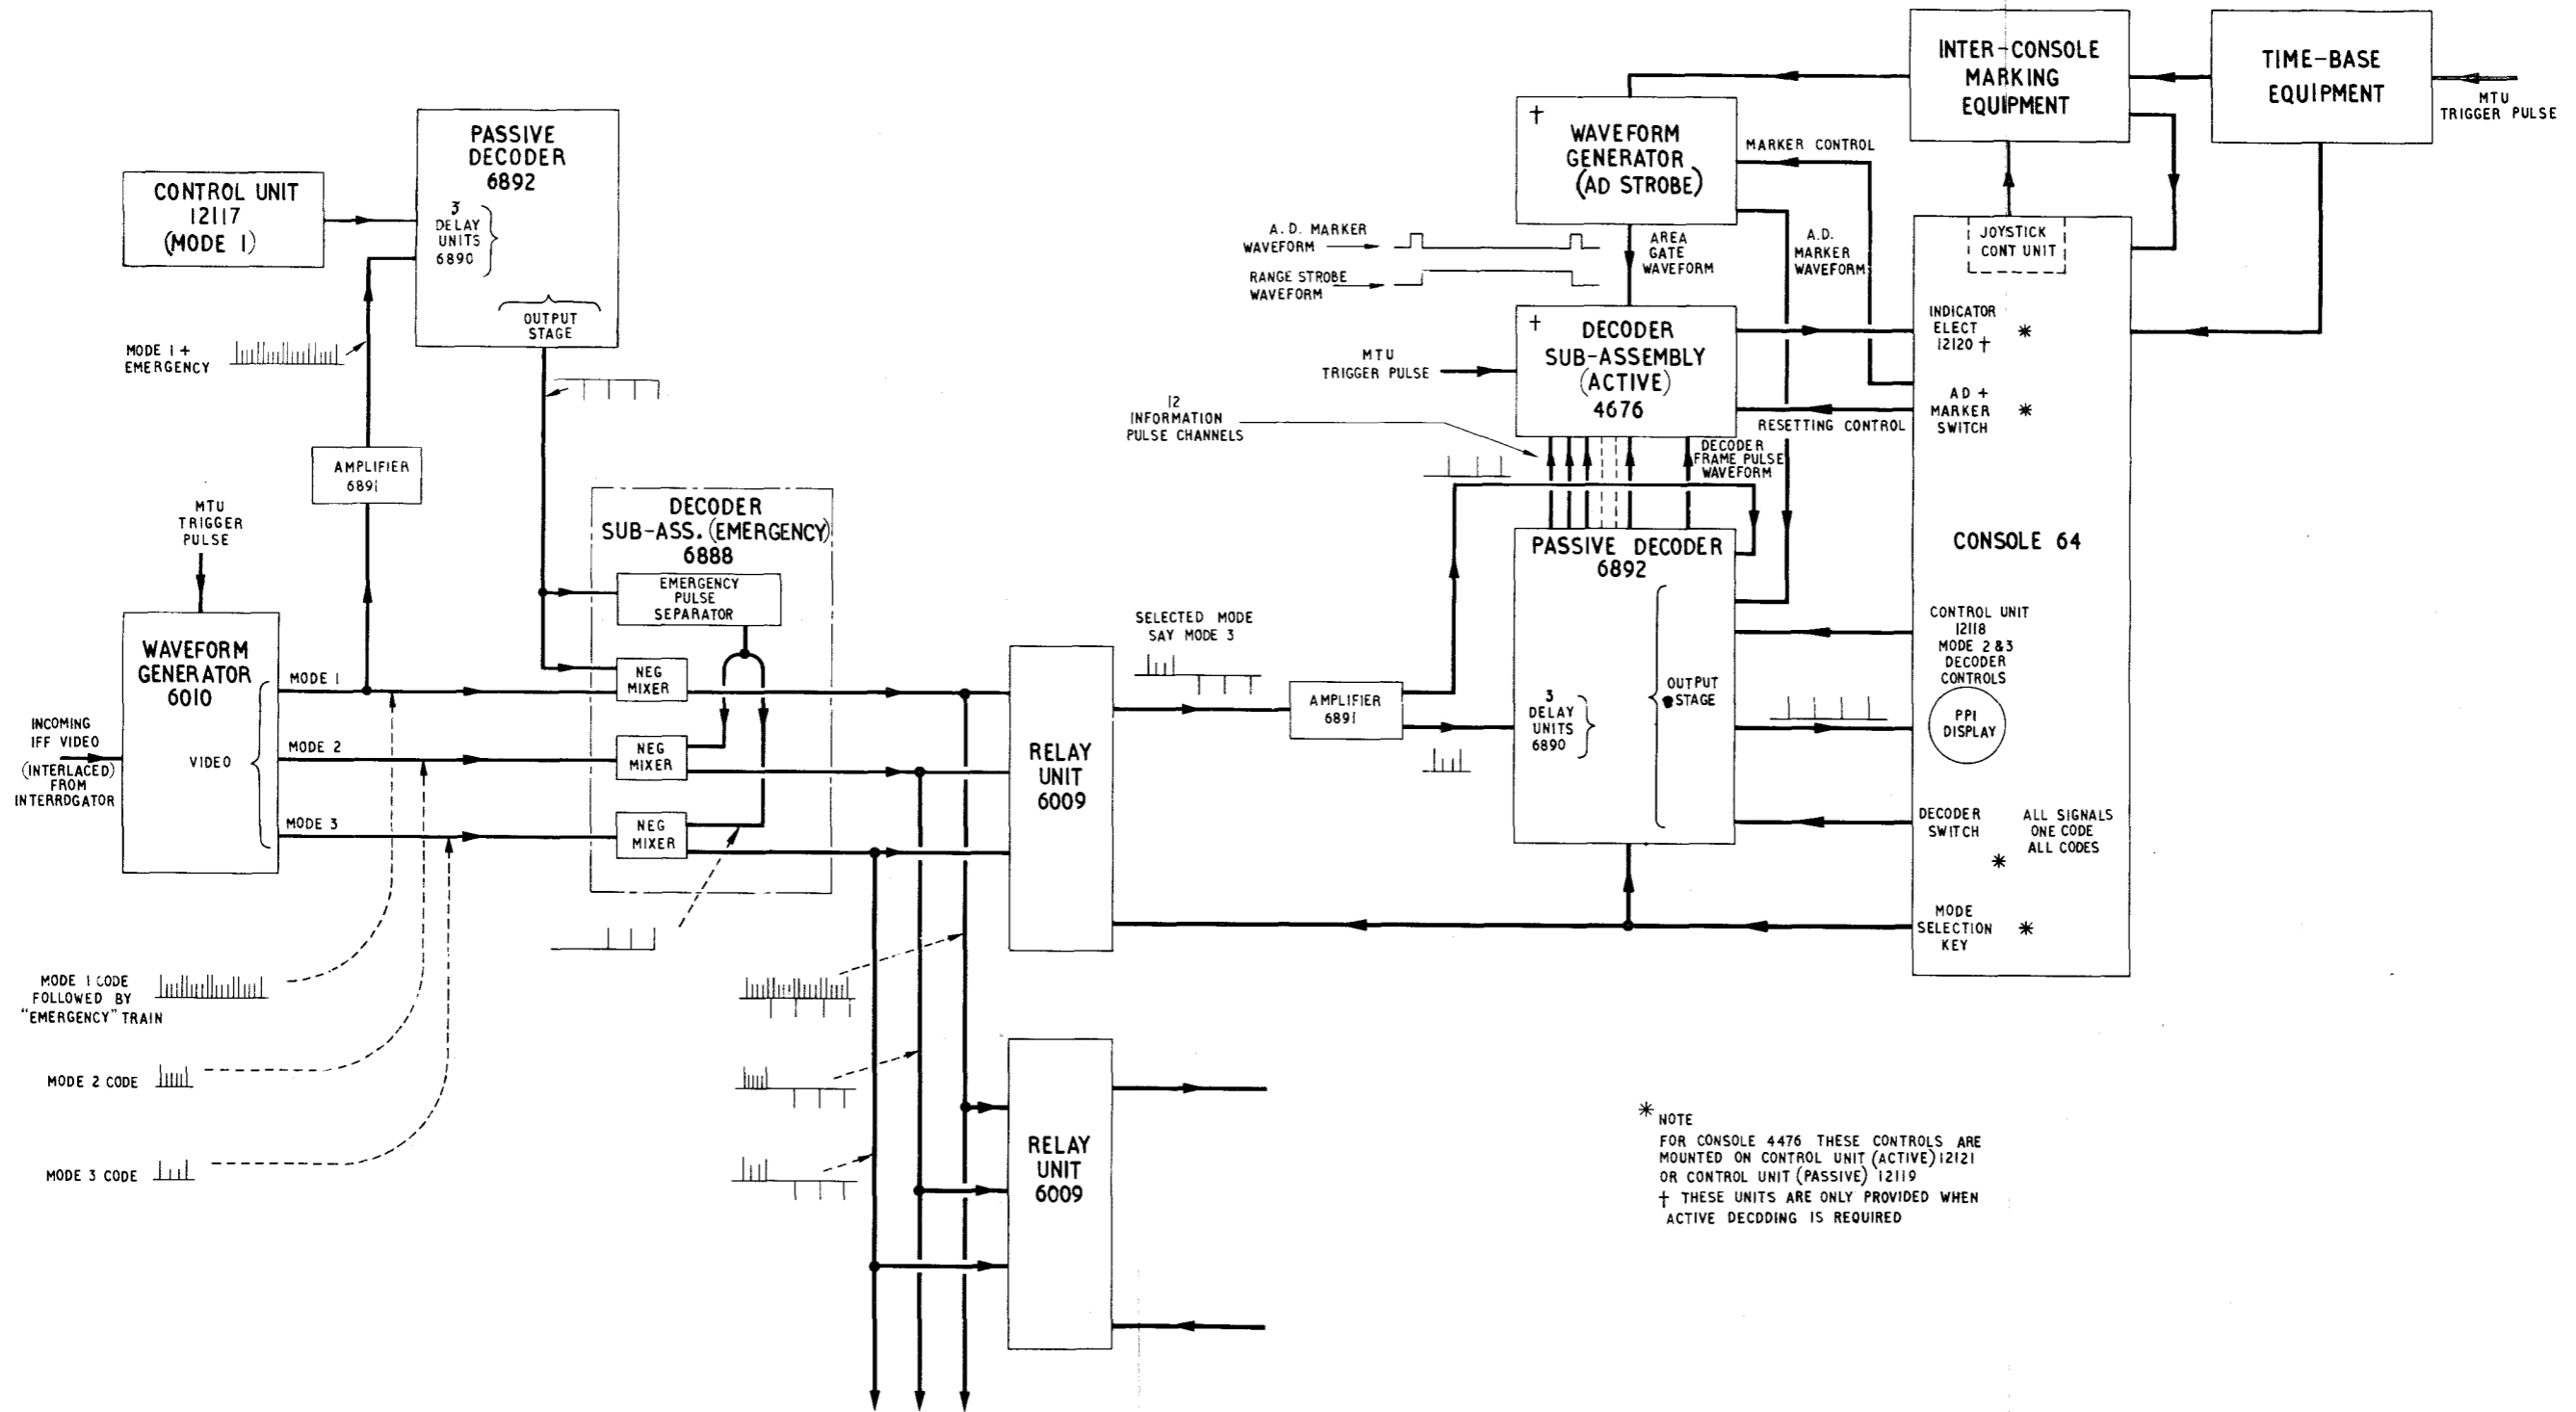 INTER-CONSOLE
MARKING
EQUIPMENT
TIME-BASE
EQUIPMENT
MTU
TRIGGER PULSE
PASSIVE
DECODER
6892
3
DELAY
UNITS
6890
OUTPUT
STAGE
CONTROL UNIT
12117
(MODE 1)
MODE 1 +
EMERGENCY
AMPLIFIER
6891
MTU
TRIGGER
PULSE
†
WAVEFORM
GENERATOR
(AD STROBE)
MARKER CONTROL
A.D. MARKER
WAVEFORM
RANGE STROBE
WAVEFORM
AREA
GATE
WAVEFORM
A.D.
MARKER
WAVEFORM
JOYSTICK
CONT UNIT
†
DECODER
SUB-ASSEMBLY
(ACTIVE)
4676
MTU
TRIGGER PULSE
INDICATOR
ELECT
12120 †
*
AD +
MARKER
SWITCH
*
RESETTING CONTROL
12
INFORMATION
PULSE CHANNELS
DECODER
FRAME PULSE
WAVEFORM
CONSOLE 64
DECODER
SUB-ASS. (EMERGENCY)
6888
EMERGENCY
PULSE
SEPARATOR
NEG
MIXER
NEG
MIXER
NEG
MIXER
WAVEFORM
GENERATOR
6010
VIDEO
MODE 1
MODE 2
MODE 3
INCOMING
IFF VIDEO
(INTERLACED)
FROM
INTERROGATOR
RELAY
UNIT
6009
SELECTED MODE
SAY MODE 3
AMPLIFIER
6891
PASSIVE DECODER
6892
3
DELAY
UNITS
6890
OUTPUT
STAGE
CONTROL UNIT
12118
MODE 2 & 3
DECODER
CONTROLS
PPI
DISPLAY
DECODER
SWITCH
ALL SIGNALS
ONE CODE
ALL CODES
*
MODE
SELECTION
KEY
*
MODE 1 CODE
FOLLOWED BY
"EMERGENCY" TRAIN
MODE 2 CODE
MODE 3 CODE
RELAY
UNIT
6009
* NOTE
FOR CONSOLE 4476 THESE CONTROLS ARE
MOUNTED ON CONTROL UNIT (ACTIVE) 12121
OR CONTROL UNIT (PASSIVE) 12119
† THESE UNITS ARE ONLY PROVIDED WHEN
ACTIVE DECODING IS REQUIRED